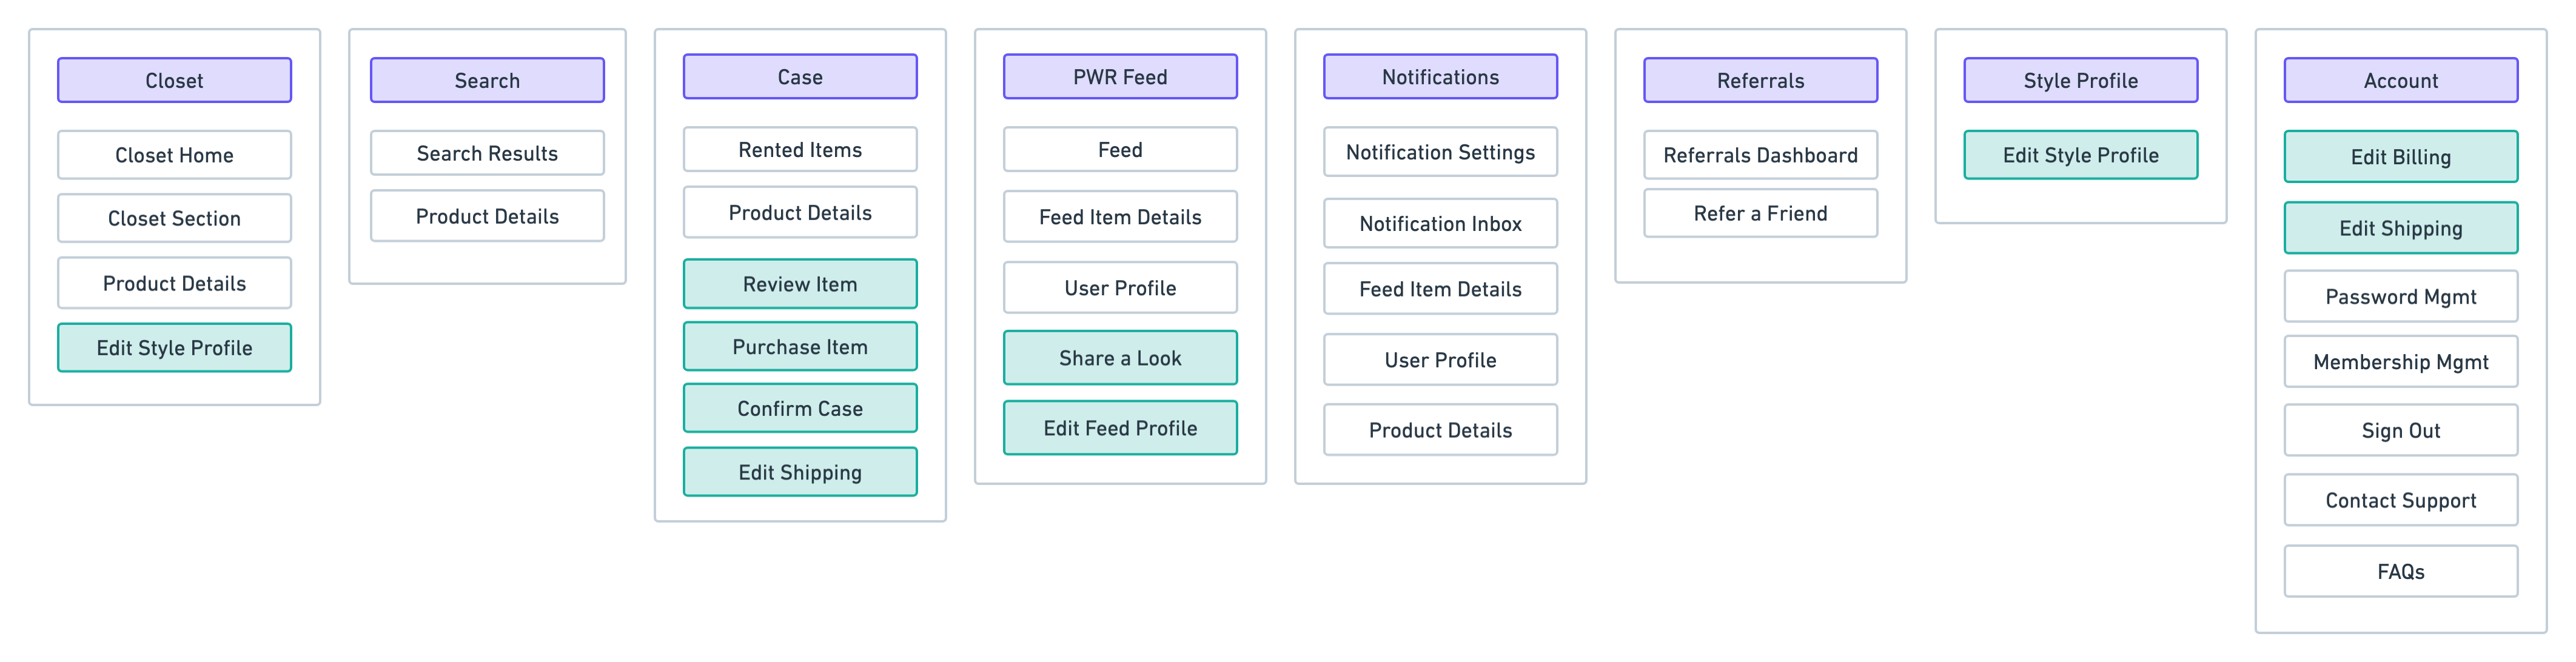 Closet
Closet Home
Closet Section
Product Details
Edit Style Profile
Search
Search Results
Product Details
Case
Rented Items
Product Details
Review Item
Purchase Item
Confirm Case
Edit Shipping
PWR Feed
Feed
Feed Item Details
User Profile
Share a Look
Edit Feed Profile
Notifications
Notification Settings
Notification Inbox
Feed Item Details
User Profile
Product Details
Referrals
Referrals Dashboard
Refer a Friend
Style Profile
Edit Style Profile
Account
Edit Billing
Edit Shipping
Password Mgmt
Membership Mgmt
Sign Out
Contact Support
FAQs